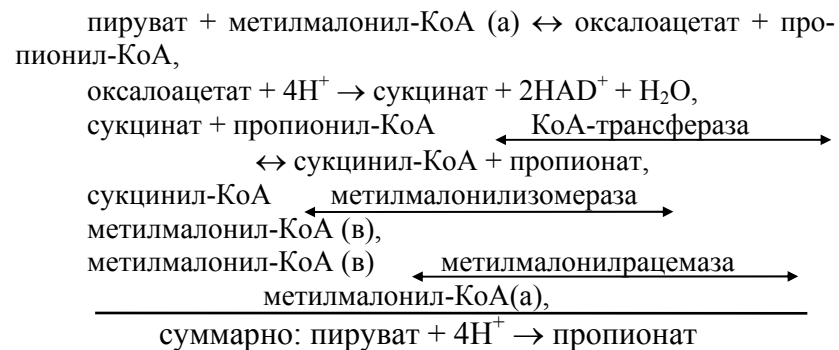 пируват + метилмалонил-КоА (а) ↔ оксалоацетат + про-
пионил-КоА,
оксалоацетат + 4H⁺ → сукцинат + 2HAD⁺ + H₂O,
сукцинат + пропионил-КоА КоА-трансфераза
↔ сукцинил-КоА + пропионат,
сукцинил-КоА метилмалонилизомераза
метилмалонил-КоА (в),
метилмалонил-КоА (в) метилмалонилрацемаза
метилмалонил-КоА(а),
суммарно: пируват + 4H⁺ → пропионат